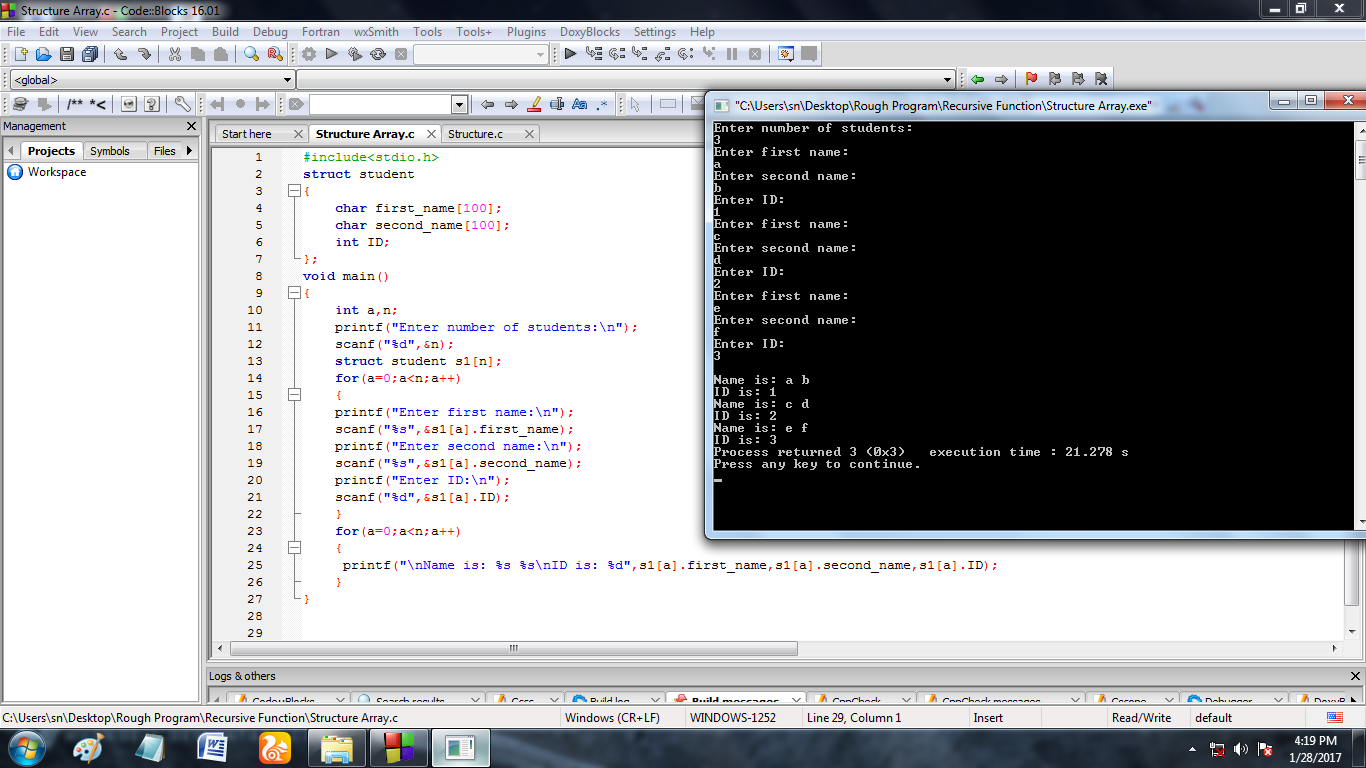 Structure Array.c - Code::Blocks 16.01
File Edit View Search Project Build Debug Fortran wxSmith Tools Tools+ Plugins DoxyBlocks Settings Help
<global>
/** *<
Aa .*
Management
Projects Symbols Files
Workspace
Start here Structure Array.c Structure.c
1 #include<stdio.h>
2 struct student
3 {
4 char first_name[100];
5 char second_name[100];
6 int ID;
7 };
8 void main()
9 {
10 int a,n;
11 printf("Enter number of students:\n");
12 scanf("%d",&n);
13 struct student s1[n];
14 for(a=0;a<n;a++)
15 {
16 printf("Enter first name:\n");
17 scanf("%s",&s1[a].first_name);
18 printf("Enter second name:\n");
19 scanf("%s",&s1[a].second_name);
20 printf("Enter ID:\n");
21 scanf("%d",&s1[a].ID);
22 }
23 for(a=0;a<n;a++)
24 {
25 printf("\nName is: %s %s\nID is: %d",s1[a].first_name,s1[a].second_name,s1[a].ID);
26 }
27 }
28
29
"C:\Users\sn\Desktop\Rough Program\Recursive Function\Structure Array.exe"
Enter number of students:
3
Enter first name:
a
Enter second name:
b
Enter ID:
1
Enter first name:
c
Enter second name:
d
Enter ID:
2
Enter first name:
e
Enter second name:
f
Enter ID:
3
Name is: a b
ID is: 1
Name is: c d
ID is: 2
Name is: e f
ID is: 3
Process returned 3 (0x3) execution time : 21.278 s
Press any key to continue.
Logs & others
Code::Blocks Search results Cccc Build log Build messages CppCheck CppCheck messages Cscope Debugger
C:\Users\sn\Desktop\Rough Program\Recursive Function\Structure Array.c Windows (CR+LF) WINDOWS-1252 Line 29, Column 1 Insert Read/Write default
4:19 PM
1/28/2017